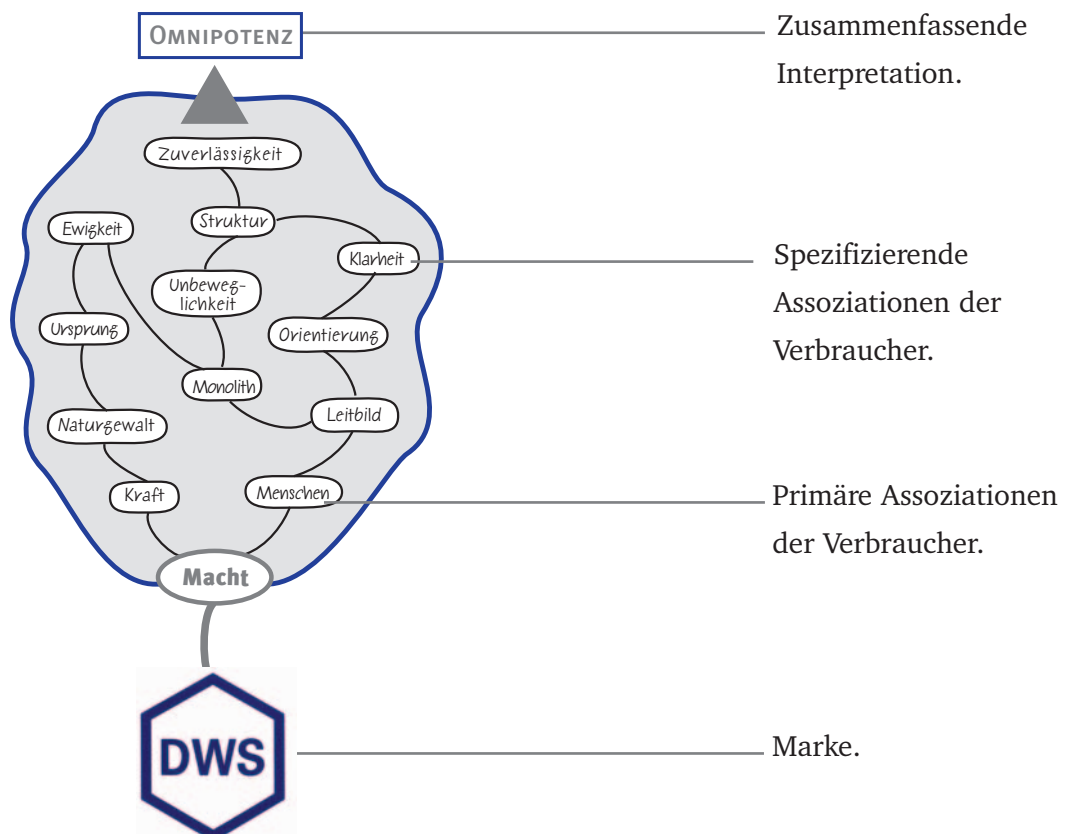 OMNIPOTENZ
Zusammenfassende
Interpretation.
Zuverlässigkeit
Struktur
Ewigkeit
Klarheit
Spezifizierende
Assoziationen der
Verbraucher.
Unbeweg-
lichkeit
Ursprung
Orientierung
Monolith
Leitbild
Naturgewalt
Kraft
Menschen
Primäre Assoziationen
der Verbraucher.
Macht
DWS
Marke.